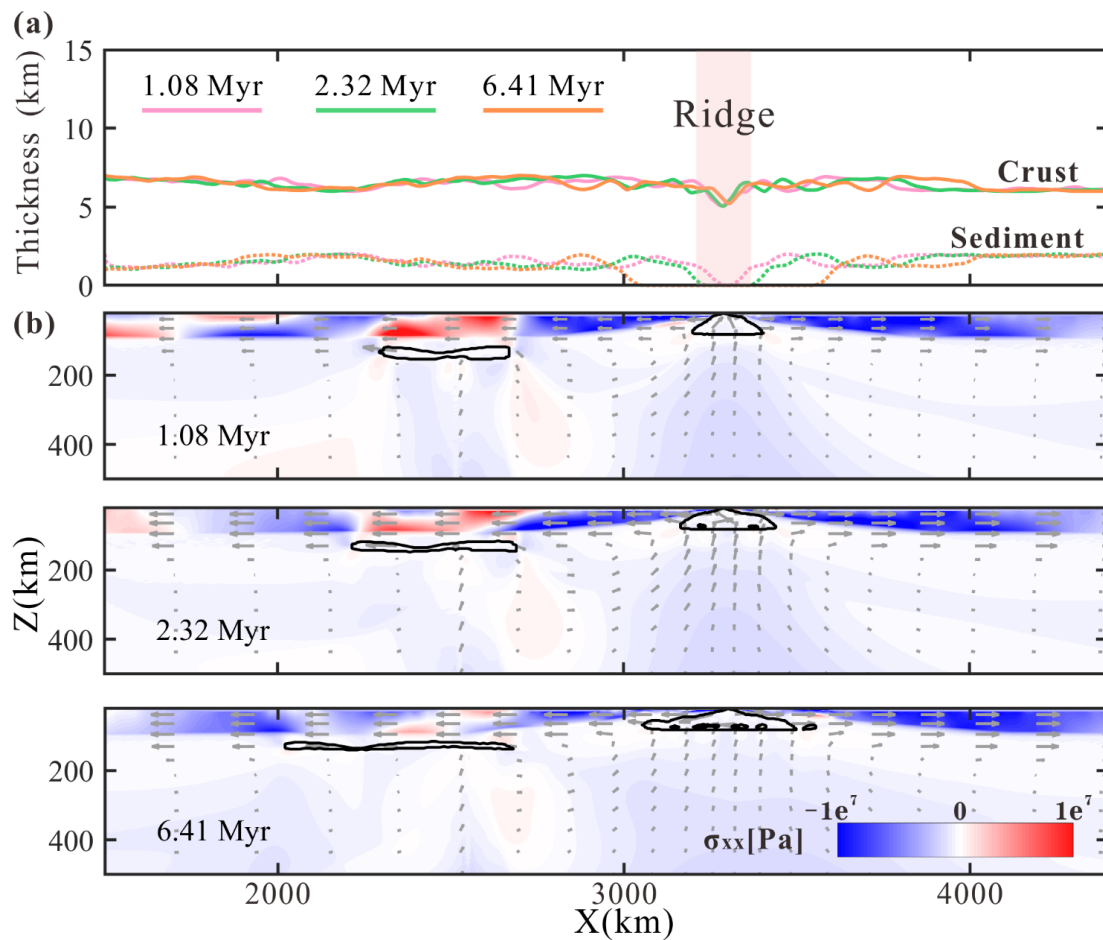 (a)
15
10
5
0
Thickness (km)
1.08 Myr 2.32 Myr 6.41 Myr
Ridge
Crust
Sediment
(b)
200
400
1.08 Myr
200
400
2.32 Myr
Z(km)
200
400
6.41 Myr
−1e⁷ 0 1e⁷
σxx[Pa]
2000 3000 4000
X(km)